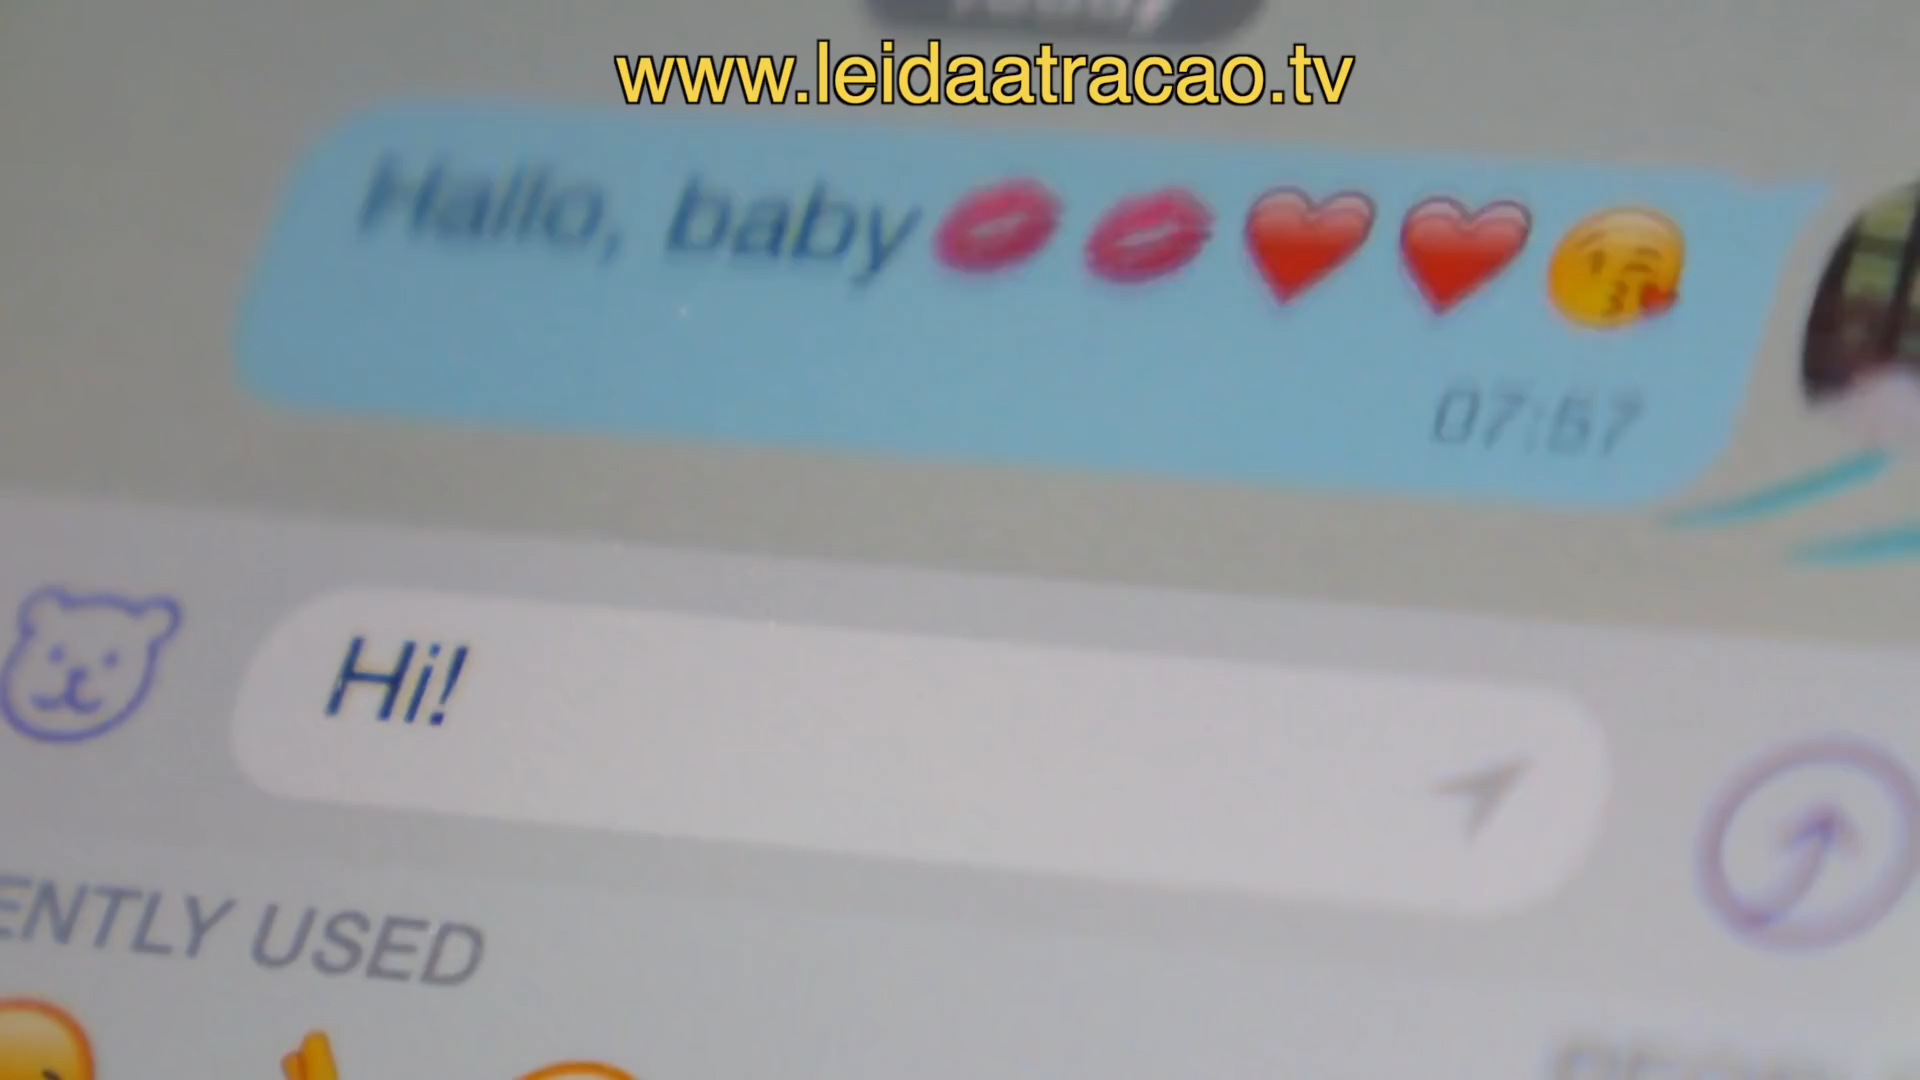 www.leidaatracao.tv
Hallo, baby💋💋❤️❤️😘
07:57
Hi!
ENTLY USED